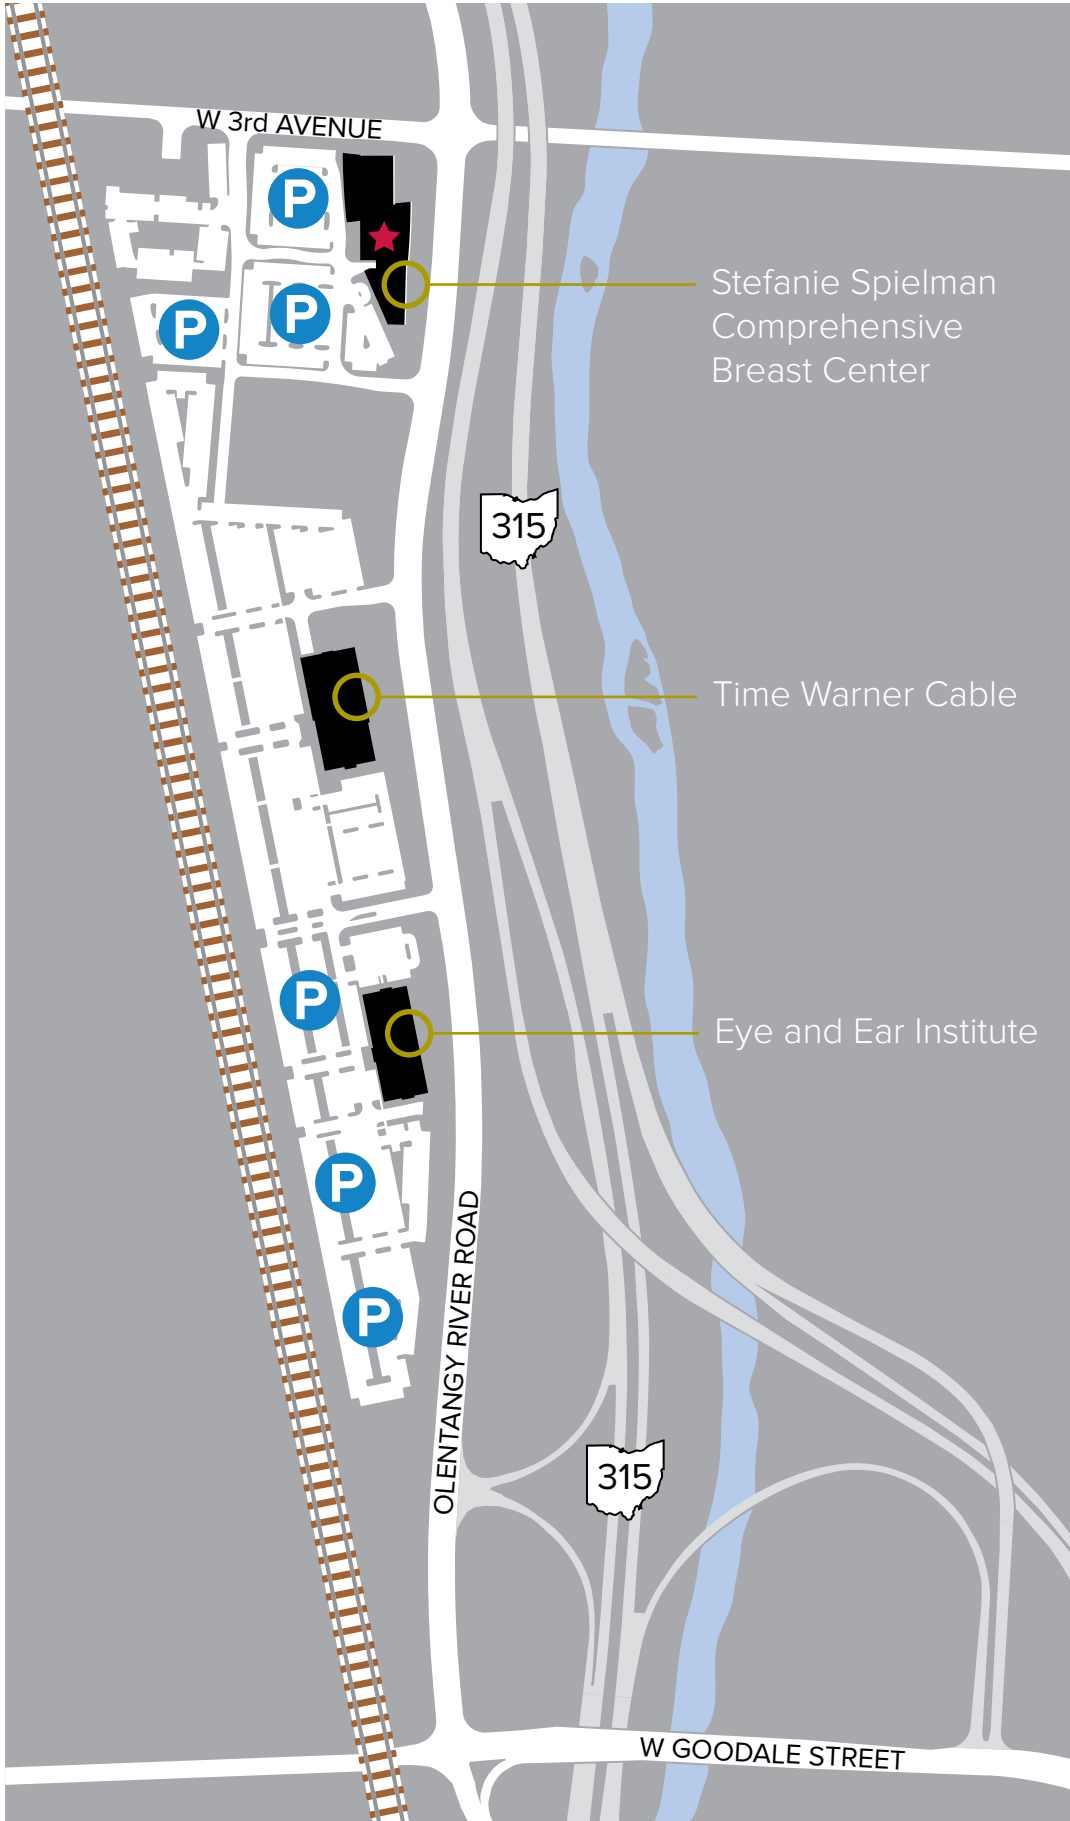 W 3rd AVENUE
P
P
P
Stefanie Spielman
Comprehensive
Breast Center
315
Time Warner Cable
P
Eye and Ear Institute
P
P
OLENTANGY RIVER ROAD
315
W GOODALE STREET